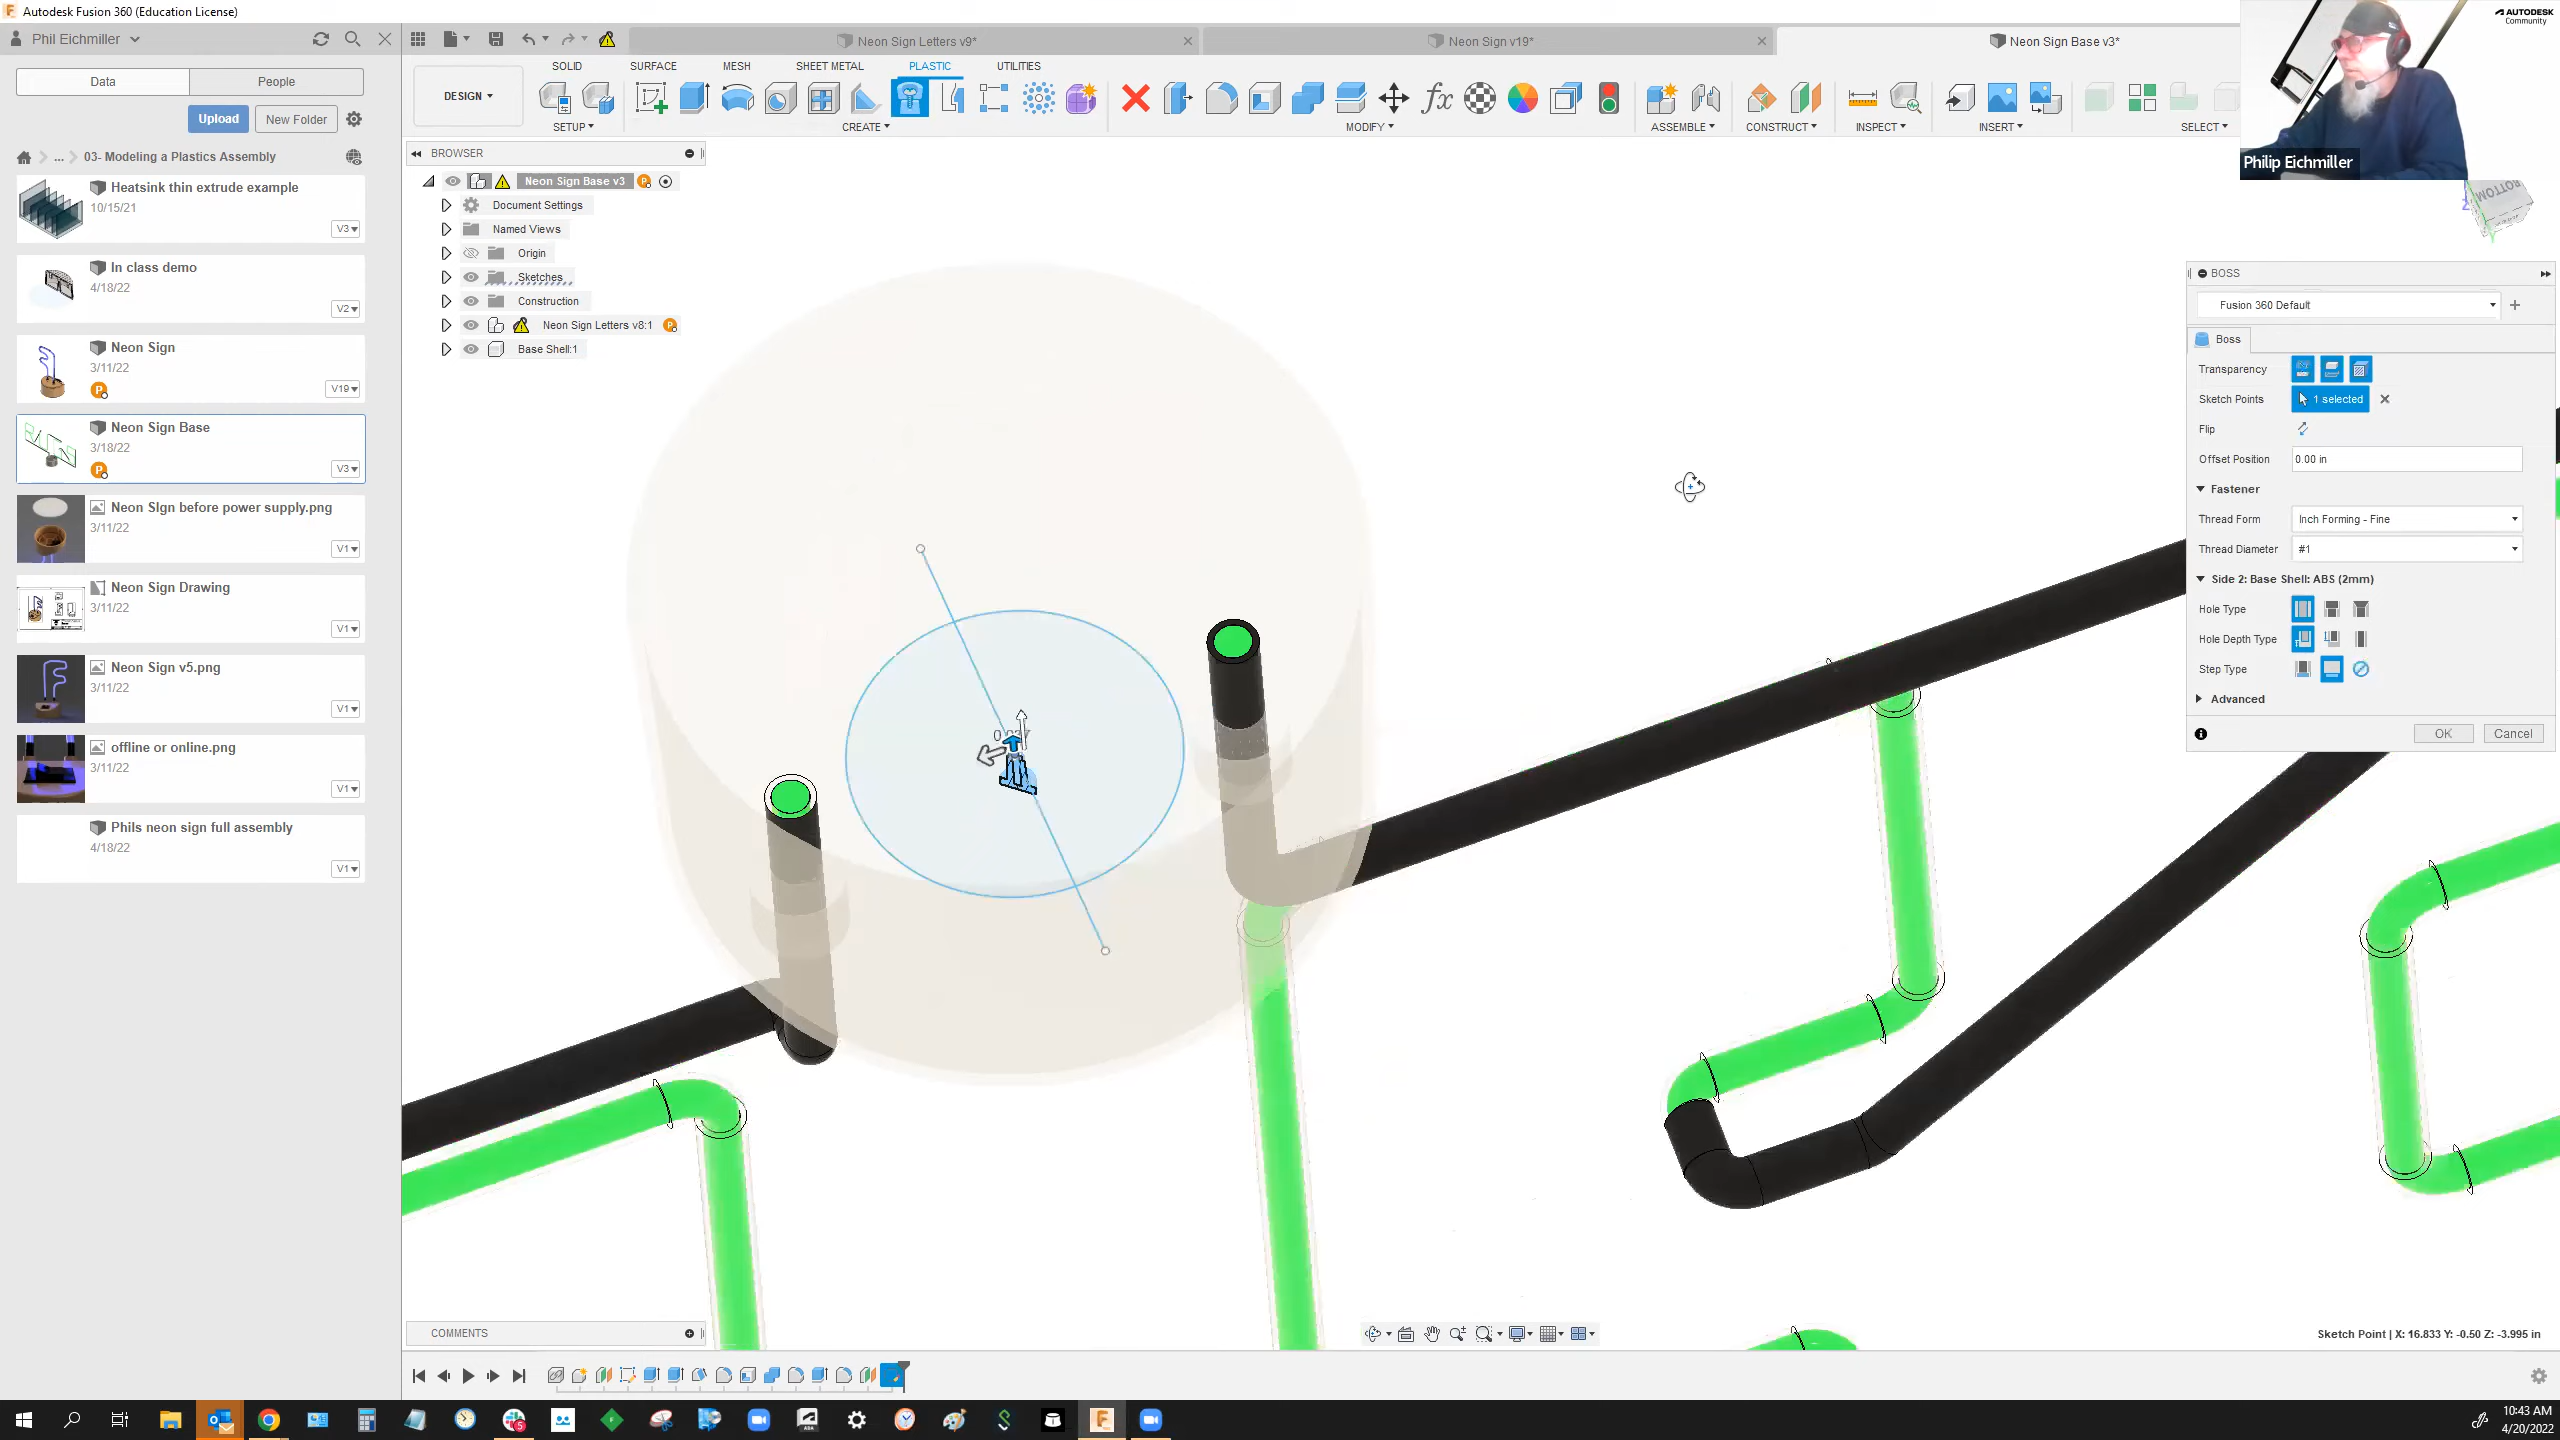 Autodesk Fusion 360 (Education License)
Phil Eichmiller
Data
People
Upload
New Folder
... 03- Modeling a Plastics Assembly
Heatsink thin extrude example
10/15/21
V3
In class demo
4/18/22
V2
Neon Sign
3/11/22
V19
Neon Sign Base
3/18/22
V3
Neon SIgn before power supply.png
3/11/22
V1
Neon Sign Drawing
3/11/22
V1
Neon Sign v5.png
3/11/22
V1
offline or online.png
3/11/22
V1
Phils neon sign full assembly
4/18/22
V1
Neon Sign Letters v9*
Neon Sign v19*
Neon Sign Base v3*
DESIGN
SOLID
SURFACE
MESH
SHEET METAL
PLASTIC
UTILITIES
SETUP
CREATE
MODIFY
ASSEMBLE
CONSTRUCT
INSPECT
INSERT
SELECT
AUTODESK
Community
Philip Eichmiller
BOTTOM
BROWSER
Neon Sign Base v3
Document Settings
Named Views
Origin
Sketches
Construction
Neon Sign Letters v8:1
Base Shell:1
BOSS
Fusion 360 Default
Boss
Transparency
Sketch Points
1 selected
Flip
Offset Position
0.00 in
Fastener
Thread Form
Inch Forming - Fine
Thread Diameter
#1
Side 2: Base Shell: ABS (2mm)
Hole Type
Hole Depth Type
Step Type
Advanced
OK
Cancel
COMMENTS
Sketch Point | X: 16.833 Y: -0.50 Z: -3.995 in
10:43 AM
4/20/2022